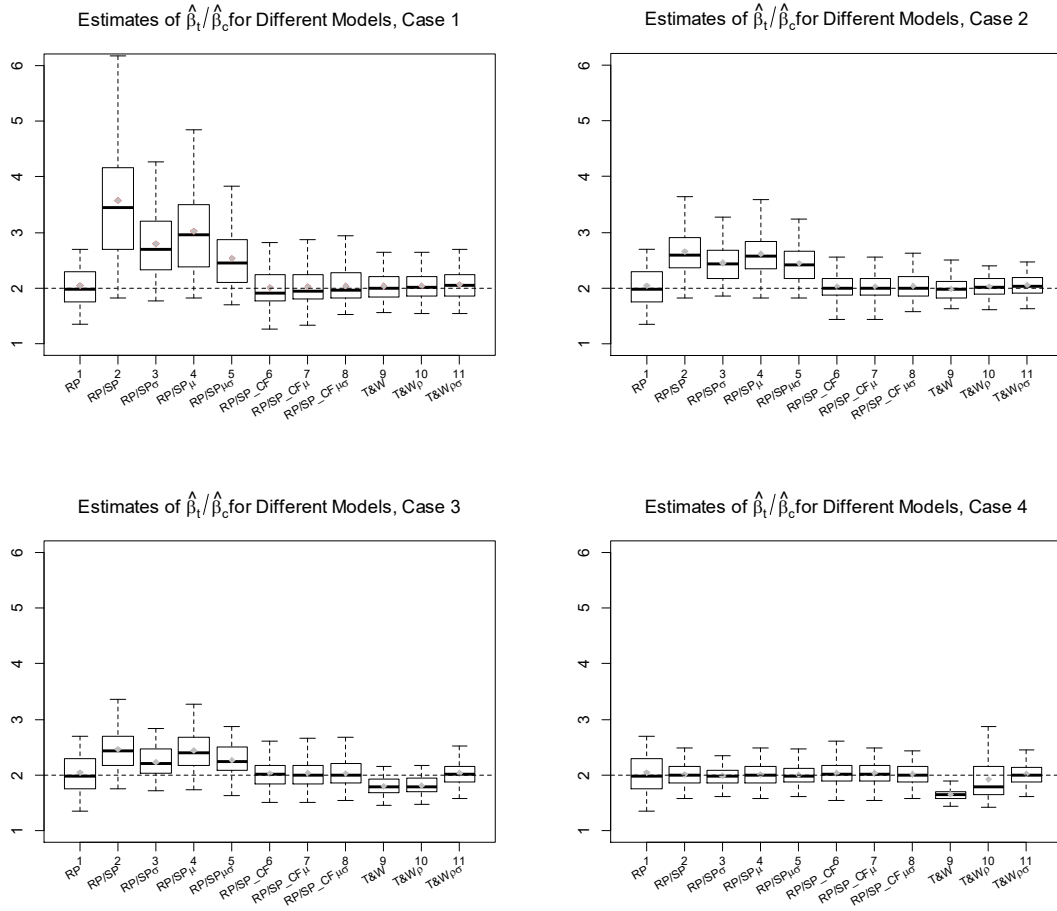 Estimates of β̂t/β̂c for Different Models, Case 1
6
5
4
3
2
1
1 2 3 4 5 6 7 8 9 10 11
RP RP/SP RP/SPσ RP/SPμ RP/SPμσ RP/SP_CF RP/SP_CFμ RP/SP_CFμσ T&W T&Wρ T&Wρσ
Estimates of β̂t/β̂c for Different Models, Case 2
6
5
4
3
2
1
1 2 3 4 5 6 7 8 9 10 11
RP RP/SP RP/SPσ RP/SPμ RP/SPμσ RP/SP_CF RP/SP_CFμ RP/SP_CFμσ T&W T&Wρ T&Wρσ
Estimates of β̂t/β̂c for Different Models, Case 3
6
5
4
3
2
1
1 2 3 4 5 6 7 8 9 10 11
RP RP/SP RP/SPσ RP/SPμ RP/SPμσ RP/SP_CF RP/SP_CFμ RP/SP_CFμσ T&W T&Wρ T&Wρσ
Estimates of β̂t/β̂c for Different Models, Case 4
6
5
4
3
2
1
1 2 3 4 5 6 7 8 9 10 11
RP RP/SP RP/SPσ RP/SPμ RP/SPμσ RP/SP_CF RP/SP_CFμ RP/SP_CFμσ T&W T&Wρ T&Wρσ